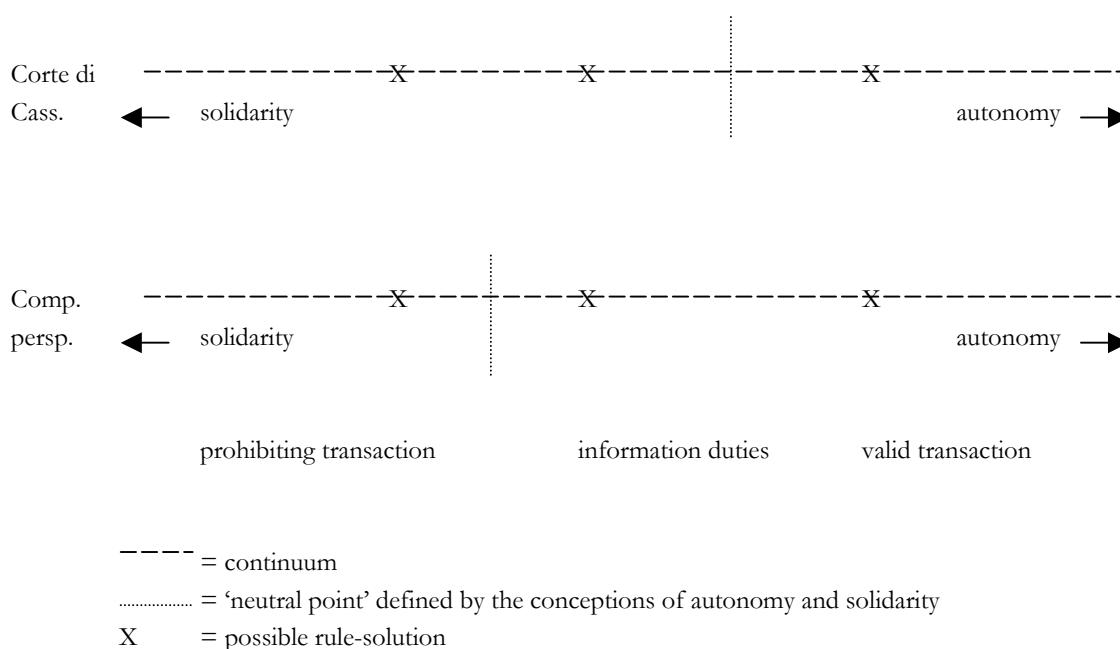 Corte di
X X X
Cass.
solidarity autonomy
Comp.
X X X
persp.
solidarity autonomy
prohibiting transaction information duties valid transaction
= continuum
= ‘neutral point’ defined by the conceptions of autonomy and solidarity
X = possible rule-solution